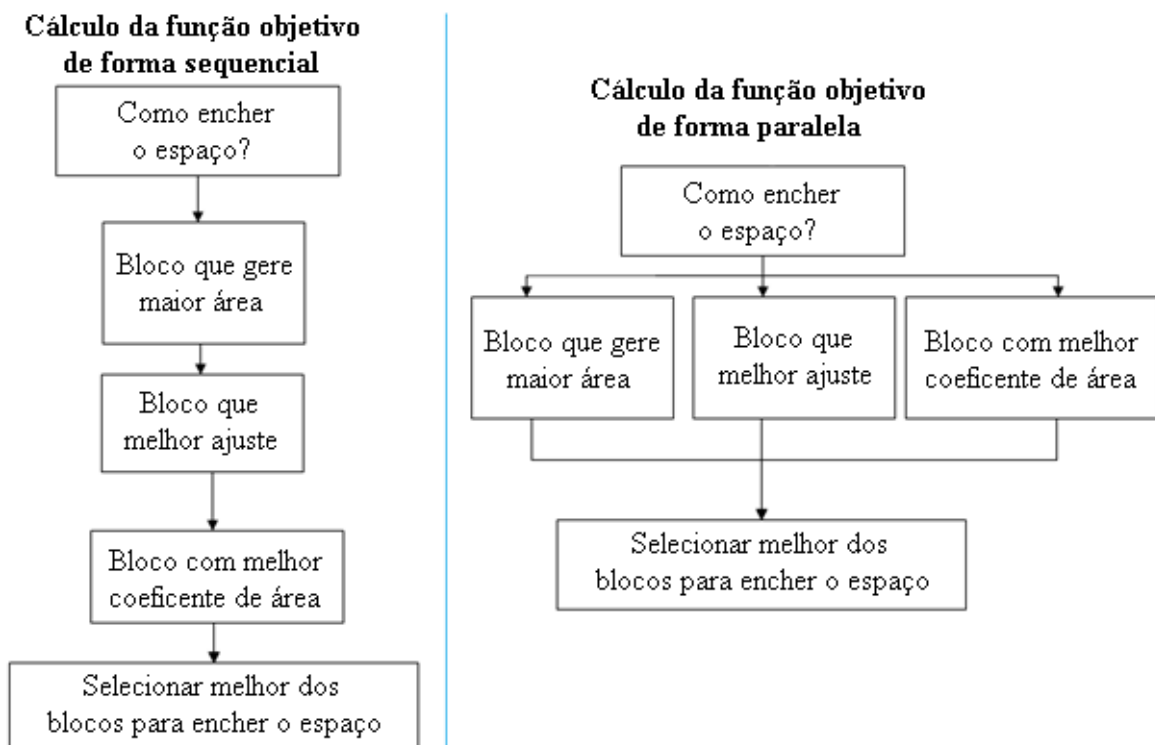 Cálculo da função objetivo
de forma sequencial
Como encher
o espaço?
Bloco que gere
maior área
Bloco que
melhor ajuste
Bloco com melhor
coeficente de área
Selecionar melhor dos
blocos para encher o espaço
Cálculo da função objetivo
de forma paralela
Como encher
o espaço?
Bloco que gere
maior área
Bloco que
melhor ajuste
Bloco com melhor
coeficente de área
Selecionar melhor dos
blocos para encher o espaço